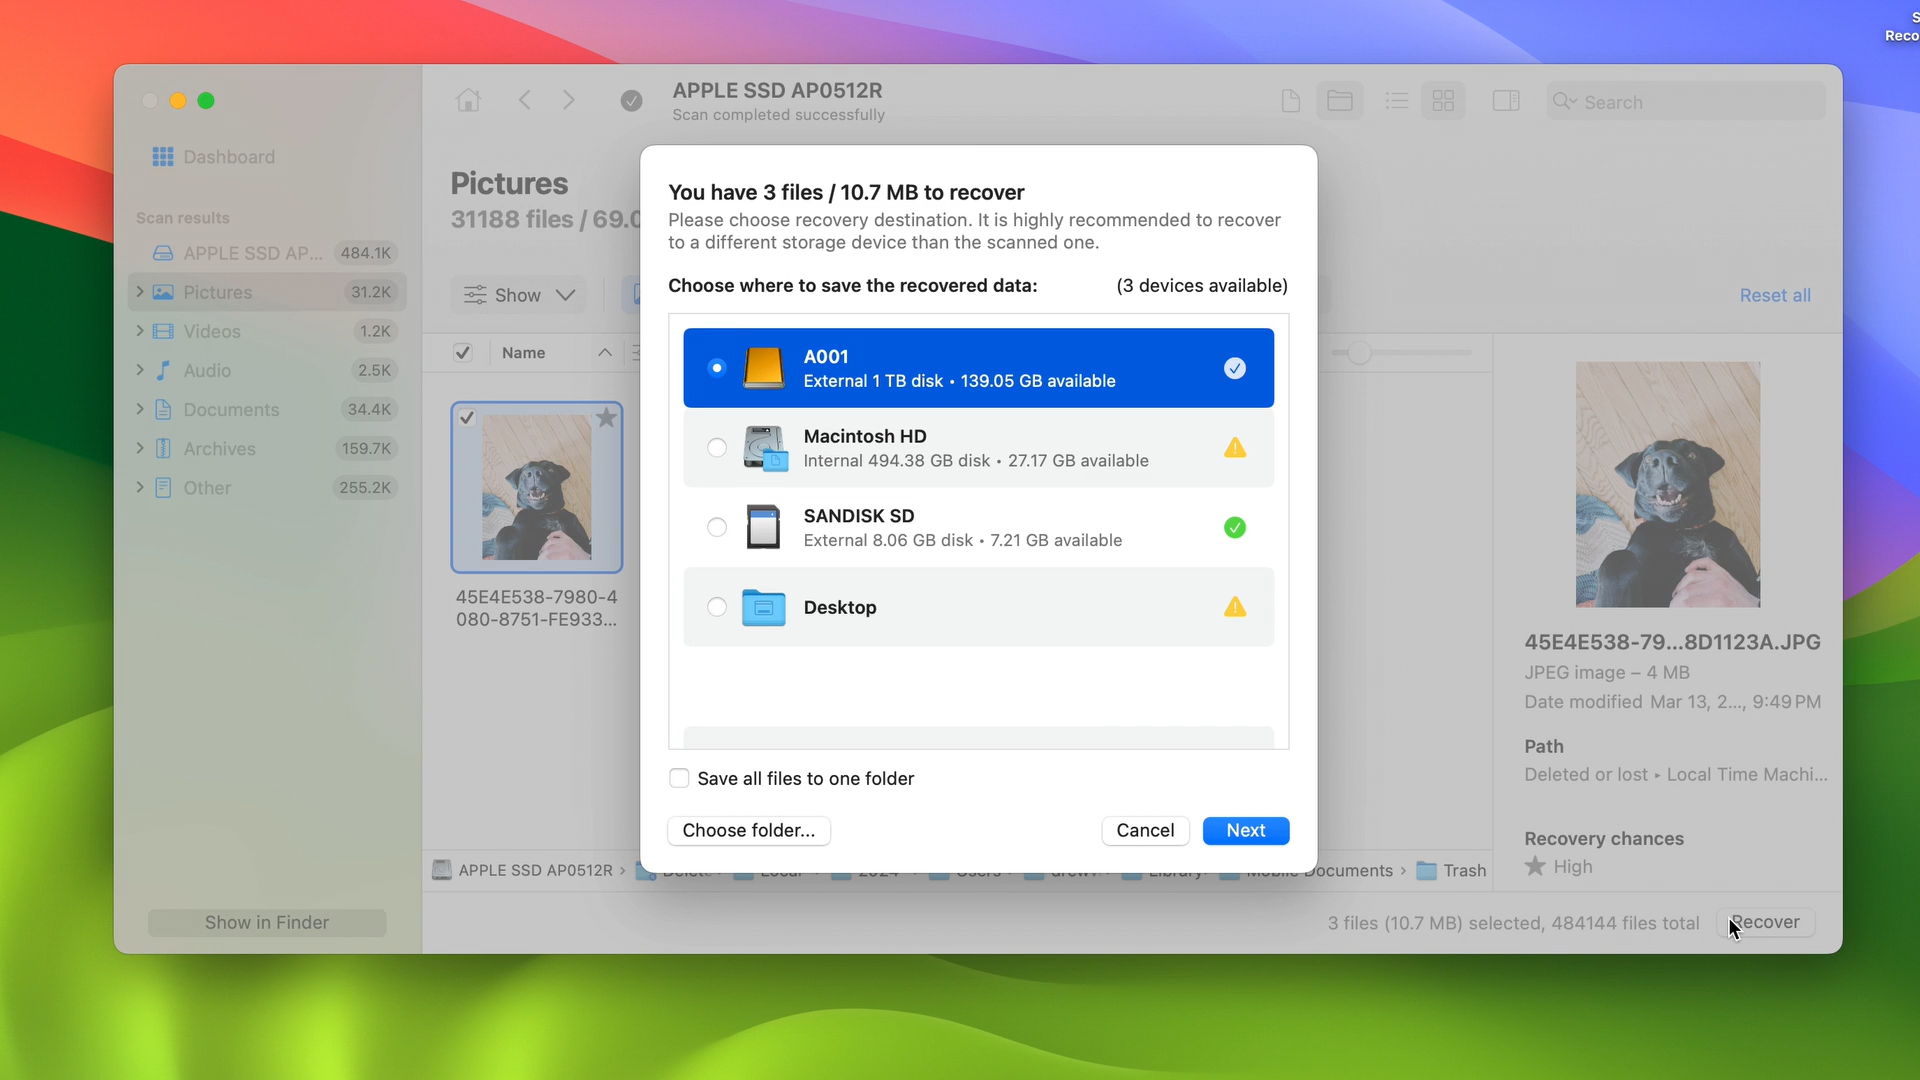 S
Reco
APPLE SSD AP0512R
Scan completed successfully
Search
Dashboard
Scan results
APPLE SSD AP... 484.1K
Pictures 31.2K
Videos 1.2K
Audio 2.5K
Documents 34.4K
Archives 159.7K
Other 255.2K
Show in Finder
Pictures
31188 files / 69.0
Show
Reset all
Name
45E4E538-7980-4
080-8751-FE933...
You have 3 files / 10.7 MB to recover
Please choose recovery destination. It is highly recommended to recover
to a different storage device than the scanned one.
Choose where to save the recovered data: (3 devices available)
A001
External 1 TB disk • 139.05 GB available
Macintosh HD
Internal 494.38 GB disk • 27.17 GB available
SANDISK SD
External 8.06 GB disk • 7.21 GB available
Desktop
Save all files to one folder
Choose folder... Cancel Next
45E4E538-79...8D1123A.JPG
JPEG image – 4 MB
Date modified Mar 13, 2..., 9:49 PM
Path
Deleted or lost ▸ Local Time Machi...
Recovery chances
High
APPLE SSD AP0512R › Documents › Trash
3 files (10.7 MB) selected, 484144 files total Recover